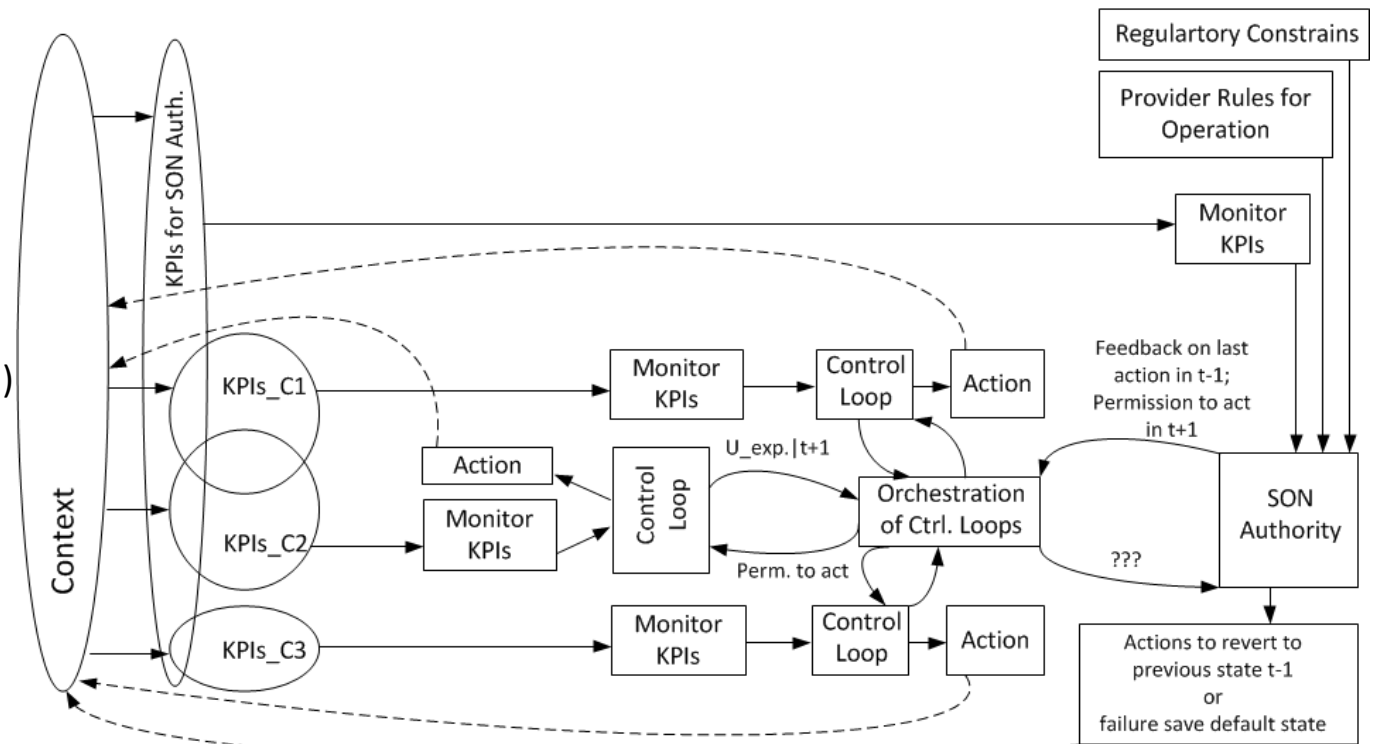 Regulartory Constrains
Provider Rules for
Operation
KPIs for SON Auth.
Monitor
KPIs
)
Context
KPIs_C1
Monitor
KPIs
Control
Loop
Action
Feedback on last
action in t-1;
Permission to act
in t+1
Action
U_exp.|t+1
Control
Loop
Monitor
KPIs
KPIs_C2
Orchestration
of Ctrl. Loops
SON
Authority
Perm. to act
???
KPIs_C3
Monitor
KPIs
Control
Loop
Action
Actions to revert to
previous state t-1
or
failure save default state